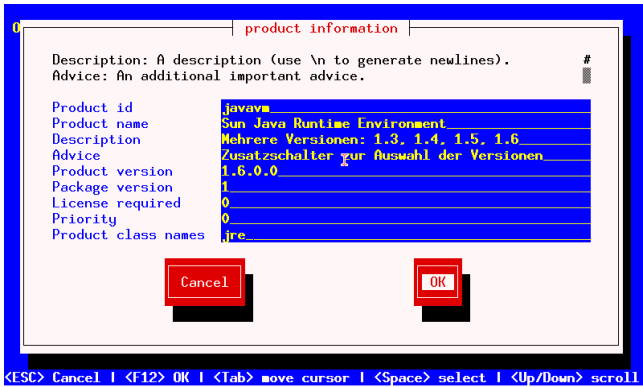 O
product information
Description: A description (use \n to generate newlines). #
Advice: An additional important advice.
Product id javavm
Product name Sun Java Runtime Environment
Description Mehrere Versionen: 1.3, 1.4, 1.5, 1.6
Advice Zusatzschalter zur Auswahl der Versionen
Product version 1.6.0.0
Package version 1
License required 0
Priority 0
Product class names jre
Cancel OK
<ESC> Cancel | <F12> OK | <Tab> move cursor | <Space> select | <Up/Down> scroll